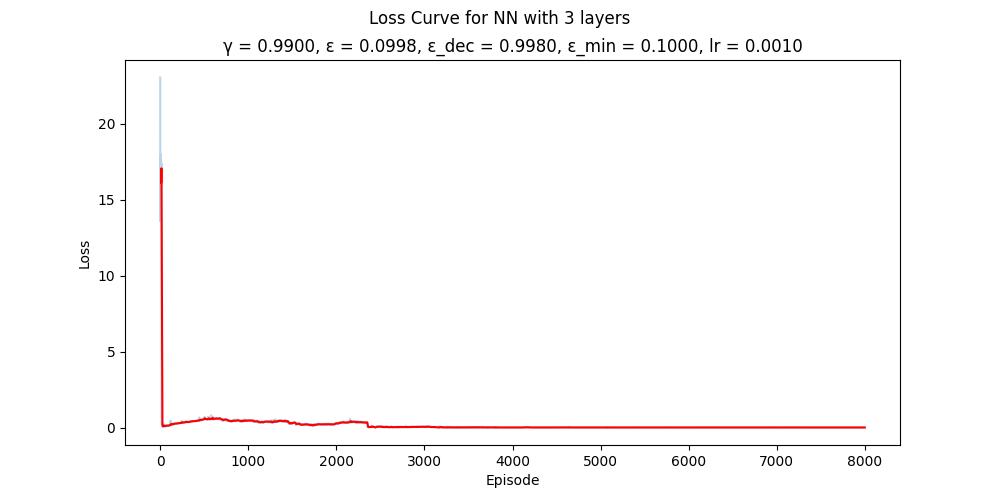 Loss Curve for NN with 3 layers
γ = 0.9900, ε = 0.0998, ε_dec = 0.9980, ε_min = 0.1000, lr = 0.0010
20
15
10
5
0
Loss
0 1000 2000 3000 4000 5000 6000 7000 8000
Episode